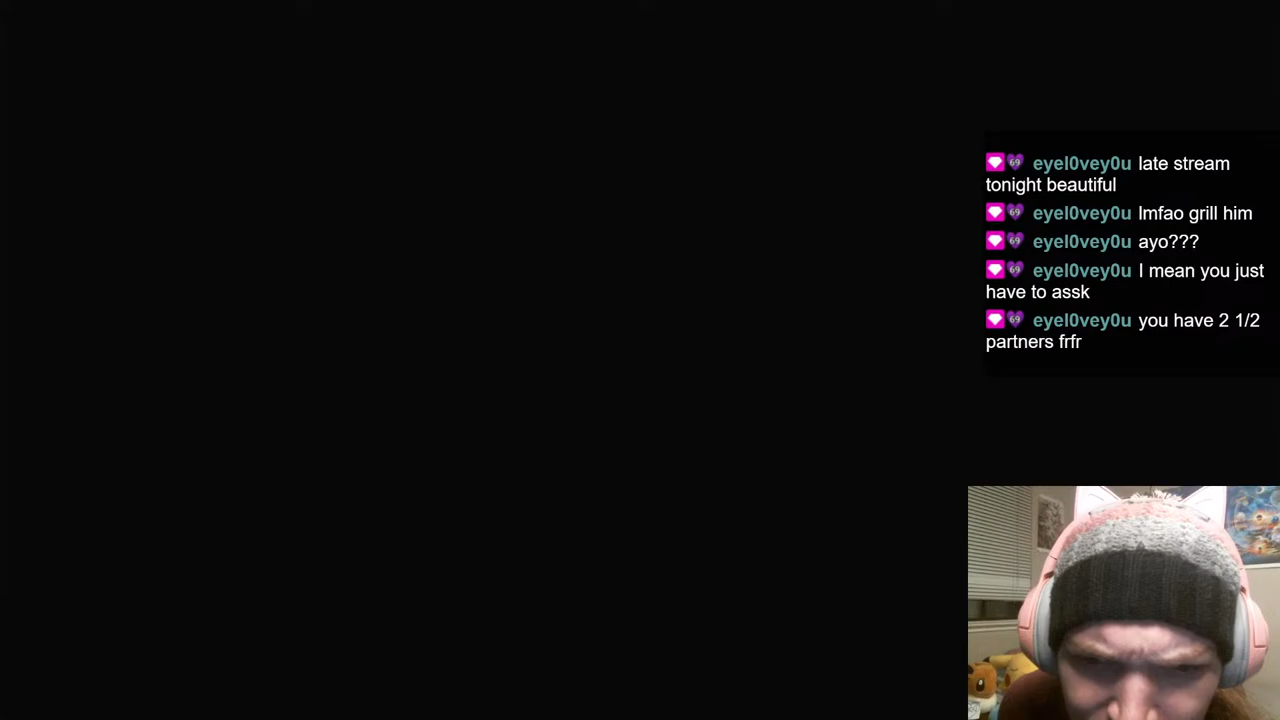 eyel0vey0u late stream
tonight beautiful
eyel0vey0u lmfao grill him
eyel0vey0u ayo???
eyel0vey0u I mean you just
have to assk
eyel0vey0u you have 2 1/2
partners frfr